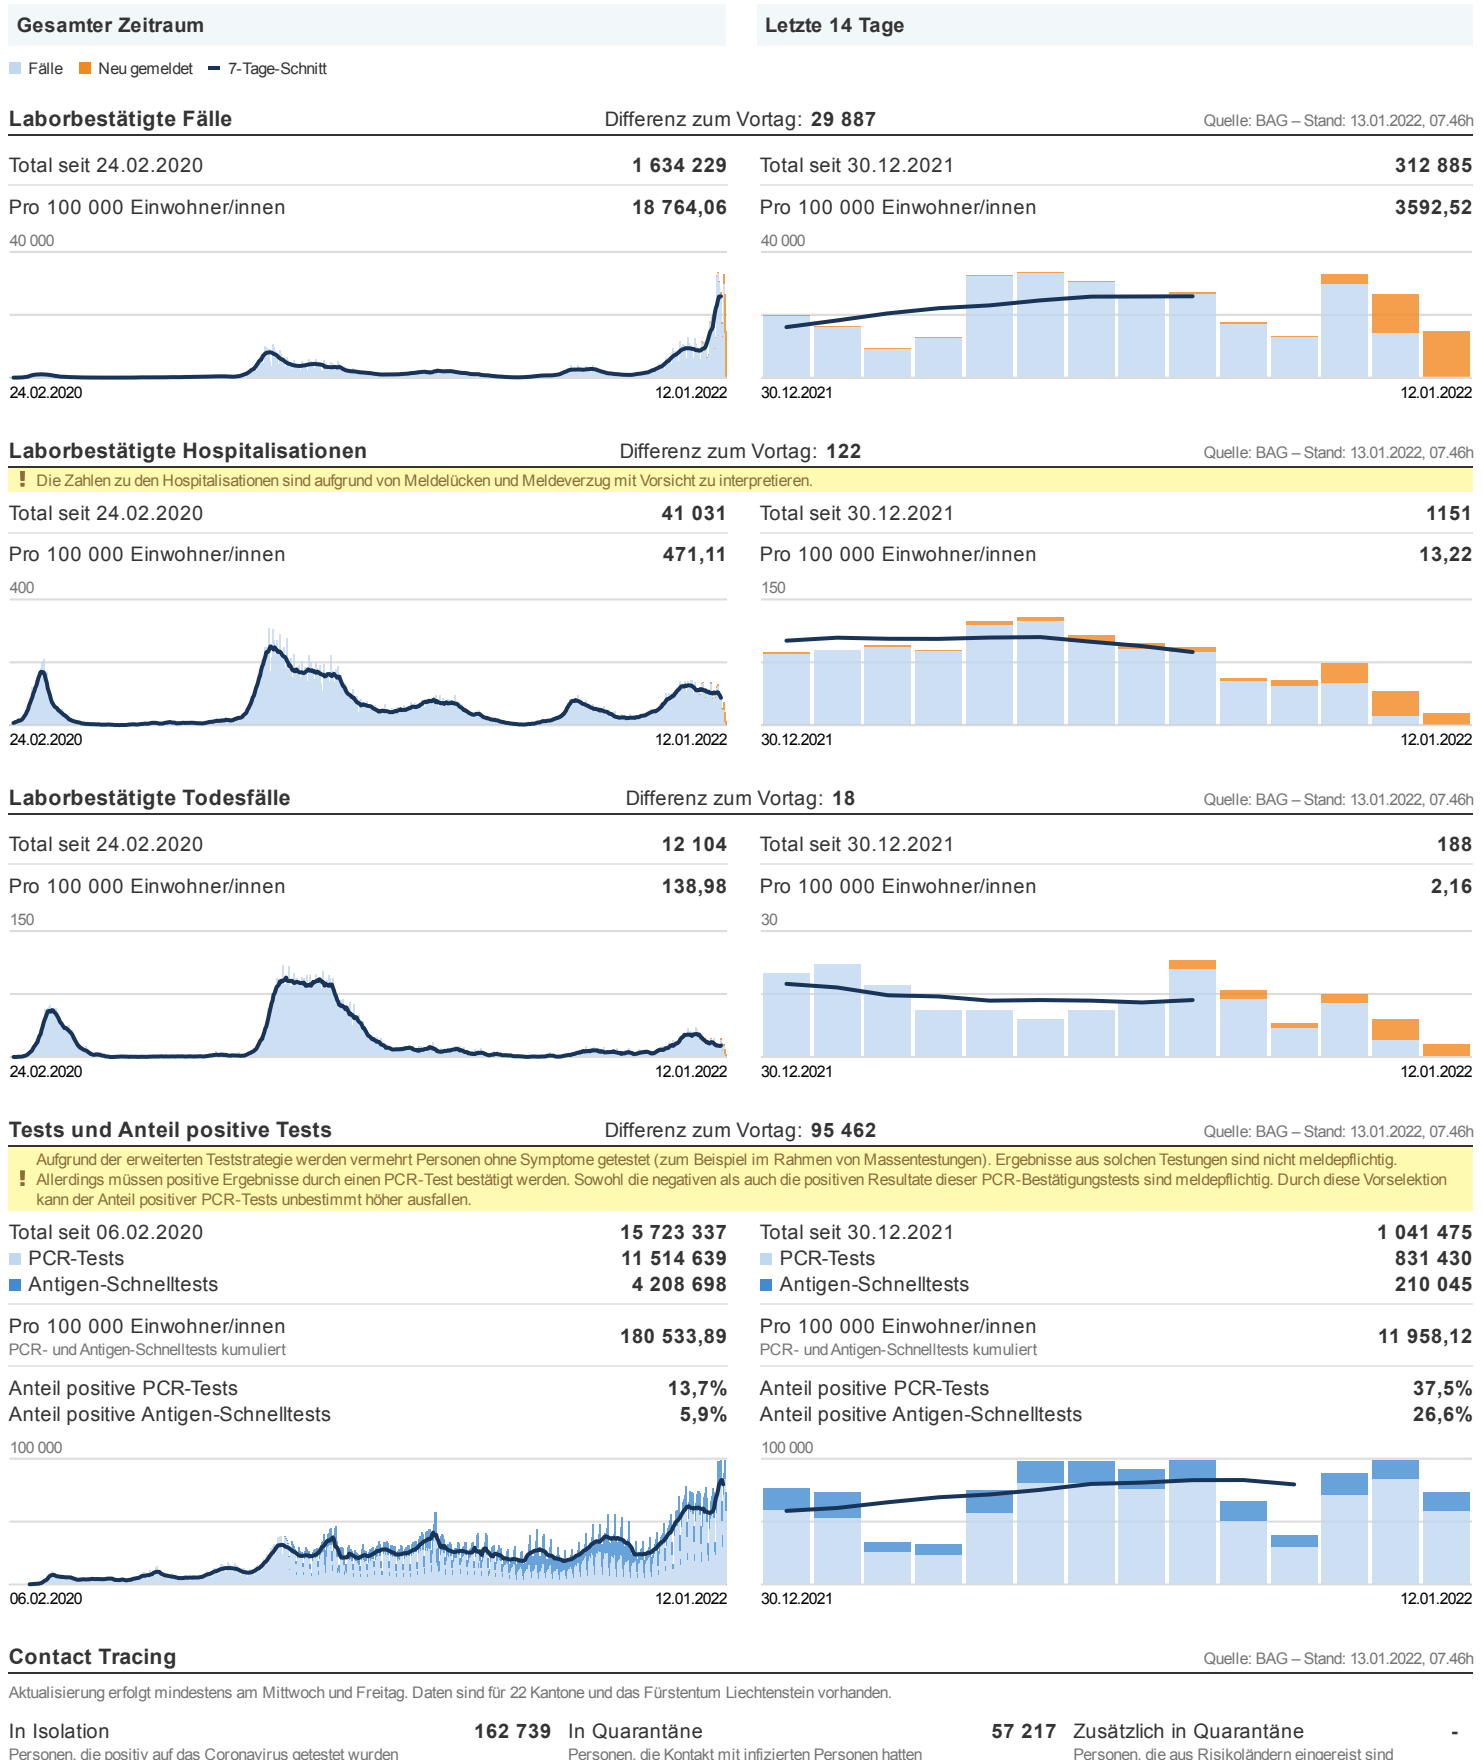 Gesamter Zeitraum
Letzte 14 Tage
Fälle Neu gemeldet 7-Tage-Schnitt
Laborbestätigte Fälle
Differenz zum Vortag: 29 887
Quelle: BAG – Stand: 13.01.2022, 07.46h
Total seit 24.02.2020 1 634 229
Total seit 30.12.2021 312 885
Pro 100 000 Einwohner/innen 18 764,06
Pro 100 000 Einwohner/innen 3592,52
40 000
40 000
24.02.2020 12.01.2022
30.12.2021 12.01.2022
Laborbestätigte Hospitalisationen
Differenz zum Vortag: 122
Quelle: BAG – Stand: 13.01.2022, 07.46h
! Die Zahlen zu den Hospitalisationen sind aufgrund von Meldelücken und Meldeverzug mit Vorsicht zu interpretieren.
Total seit 24.02.2020 41 031
Total seit 30.12.2021 1151
Pro 100 000 Einwohner/innen 471,11
Pro 100 000 Einwohner/innen 13,22
400
150
24.02.2020 12.01.2022
30.12.2021 12.01.2022
Laborbestätigte Todesfälle
Differenz zum Vortag: 18
Quelle: BAG – Stand: 13.01.2022, 07.46h
Total seit 24.02.2020 12 104
Total seit 30.12.2021 188
Pro 100 000 Einwohner/innen 138,98
Pro 100 000 Einwohner/innen 2,16
150
30
24.02.2020 12.01.2022
30.12.2021 12.01.2022
Tests und Anteil positive Tests
Differenz zum Vortag: 95 462
Quelle: BAG – Stand: 13.01.2022, 07.46h
Aufgrund der erweiterten Teststrategie werden vermehrt Personen ohne Symptome getestet (zum Beispiel im Rahmen von Massentestungen). Ergebnisse aus solchen Testungen sind nicht meldepflichtig.
! Allerdings müssen positive Ergebnisse durch einen PCR-Test bestätigt werden. Sowohl die negativen als auch die positiven Resultate dieser PCR-Bestätigungstests sind meldepflichtig. Durch diese Vorselektion
kann der Anteil positiver PCR-Tests unbestimmt höher ausfallen.
Total seit 06.02.2020 15 723 337
PCR-Tests 11 514 639
Antigen-Schnelltests 4 208 698
Total seit 30.12.2021 1 041 475
PCR-Tests 831 430
Antigen-Schnelltests 210 045
Pro 100 000 Einwohner/innen 180 533,89
PCR- und Antigen-Schnelltests kumuliert
Pro 100 000 Einwohner/innen 11 958,12
PCR- und Antigen-Schnelltests kumuliert
Anteil positive PCR-Tests 13,7%
Anteil positive Antigen-Schnelltests 5,9%
Anteil positive PCR-Tests 37,5%
Anteil positive Antigen-Schnelltests 26,6%
100 000
100 000
06.02.2020 12.01.2022
30.12.2021 12.01.2022
Contact Tracing
Quelle: BAG – Stand: 13.01.2022, 07.46h
Aktualisierung erfolgt mindestens am Mittwoch und Freitag. Daten sind für 22 Kantone und das Fürstentum Liechtenstein vorhanden.
In Isolation 162 739
Personen, die positiv auf das Coronavirus getestet wurden
In Quarantäne 57 217
Personen, die Kontakt mit infizierten Personen hatten
Zusätzlich in Quarantäne -
Personen, die aus Risikoländern eingereist sind